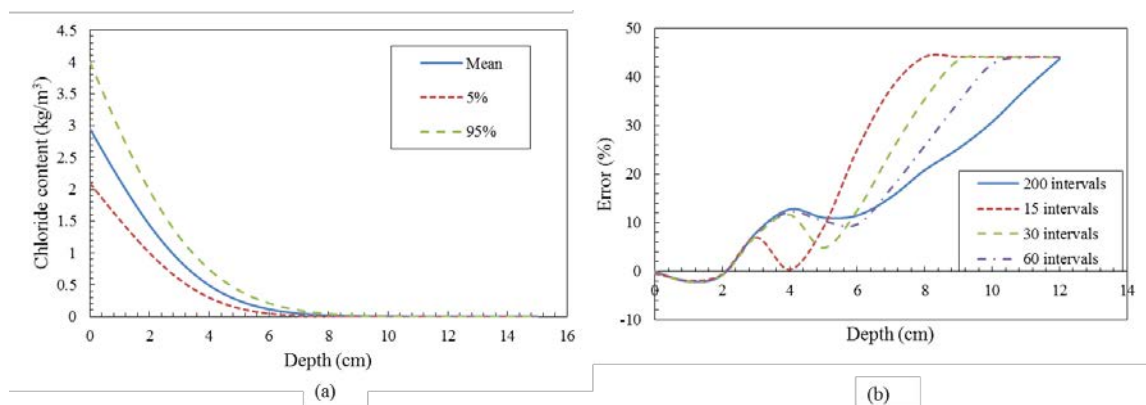 4.5
4
3.5
3
2.5
2
1.5
1
0.5
0
Chloride content (kg/m³)
Mean
5%
95%
0 2 4 6 8 10 12 14 16
Depth (cm)
(a)
50
40
30
20
10
0
-10
Error (%)
200 intervals
15 intervals
30 intervals
60 intervals
0 2 4 6 8 10 12 14
Depth (cm)
(b)